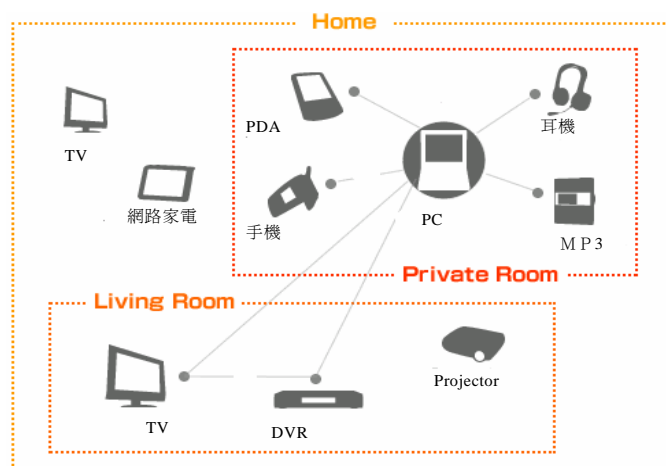 Home
PDA
耳機
TV
網路家電
手機
PC
ＭＰ3
Private Room
Living Room
TV
DVR
Projector